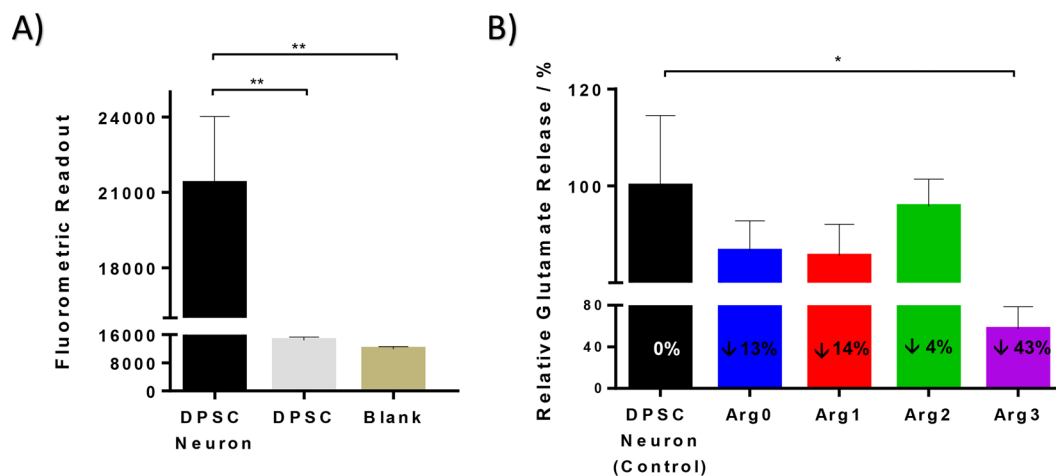 A)
**
**
Fluorometric Readout
24000
21000
18000
16000
8000
0
DPSC
Neuron
DPSC
Blank
B)
*
Relative Glutamate Release / %
120
100
80
40
0
0%
↓ 13%
↓ 14%
↓ 4%
↓ 43%
DPSC
Neuron
(Control)
Arg0
Arg1
Arg2
Arg3